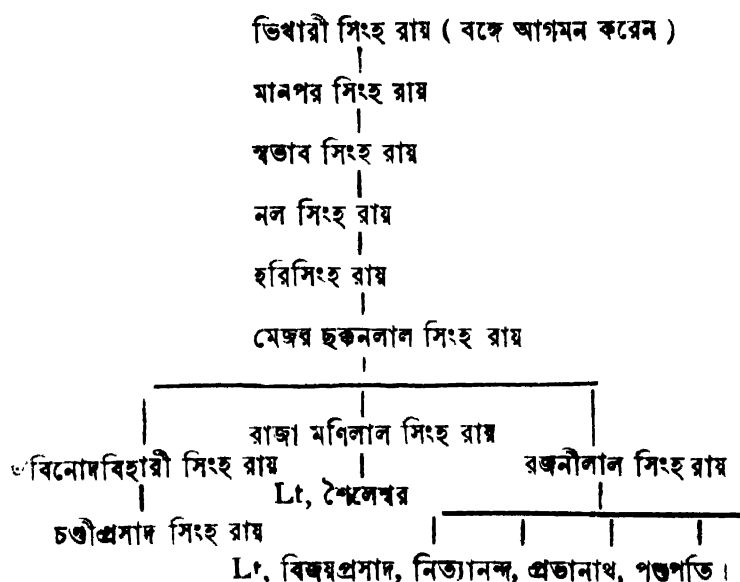 ভিখারী সিংহ রায় ( বঙ্গে আগমন করেন )
মানপর সিংহ রায়
স্বভাব সিংহ রায়
নল সিংহ রায়
হরিসিংহ রায়
মেজর ছক্কনলাল সিংহ রায়
রাজা মণিলাল সিংহ রায়
বিনোদবিহারী সিংহ রায়
রজনীলাল সিংহ রায়
Lt, শৈলেশ্বর
চণ্ডীপ্রসাদ সিংহ রায়
Lt, বিজয়প্রসাদ, নিত্যানন্দ, প্রভানাথ, পশুপতি।